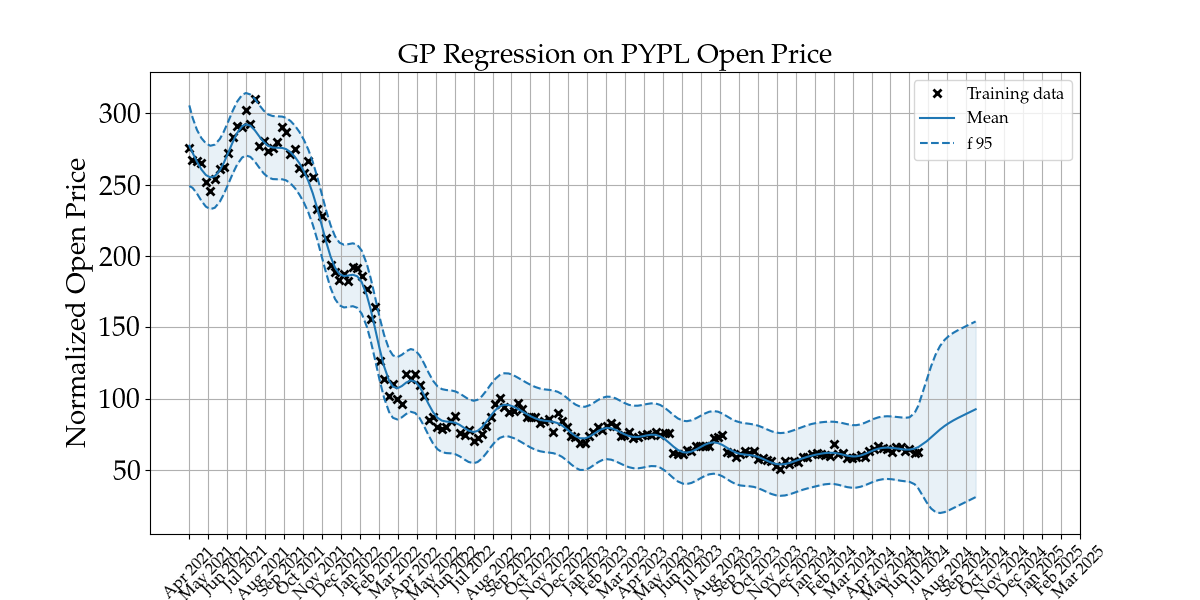 GP Regression on PYPL Open Price
Training data
Mean
f 95
Normalized Open Price
300
250
200
150
100
50
Apr 2021
May 2021
Jun 2021
Jul 2021
Aug 2021
Sep 2021
Oct 2021
Nov 2021
Dec 2021
Jan 2022
Feb 2022
Mar 2022
Apr 2022
May 2022
Jun 2022
Jul 2022
Aug 2022
Sep 2022
Oct 2022
Nov 2022
Dec 2022
Jan 2023
Feb 2023
Mar 2023
Apr 2023
May 2023
Jun 2023
Jul 2023
Aug 2023
Sep 2023
Oct 2023
Nov 2023
Dec 2023
Jan 2024
Feb 2024
Mar 2024
Apr 2024
May 2024
Jun 2024
Jul 2024
Aug 2024
Sep 2024
Oct 2024
Nov 2024
Dec 2024
Jan 2025
Feb 2025
Mar 2025